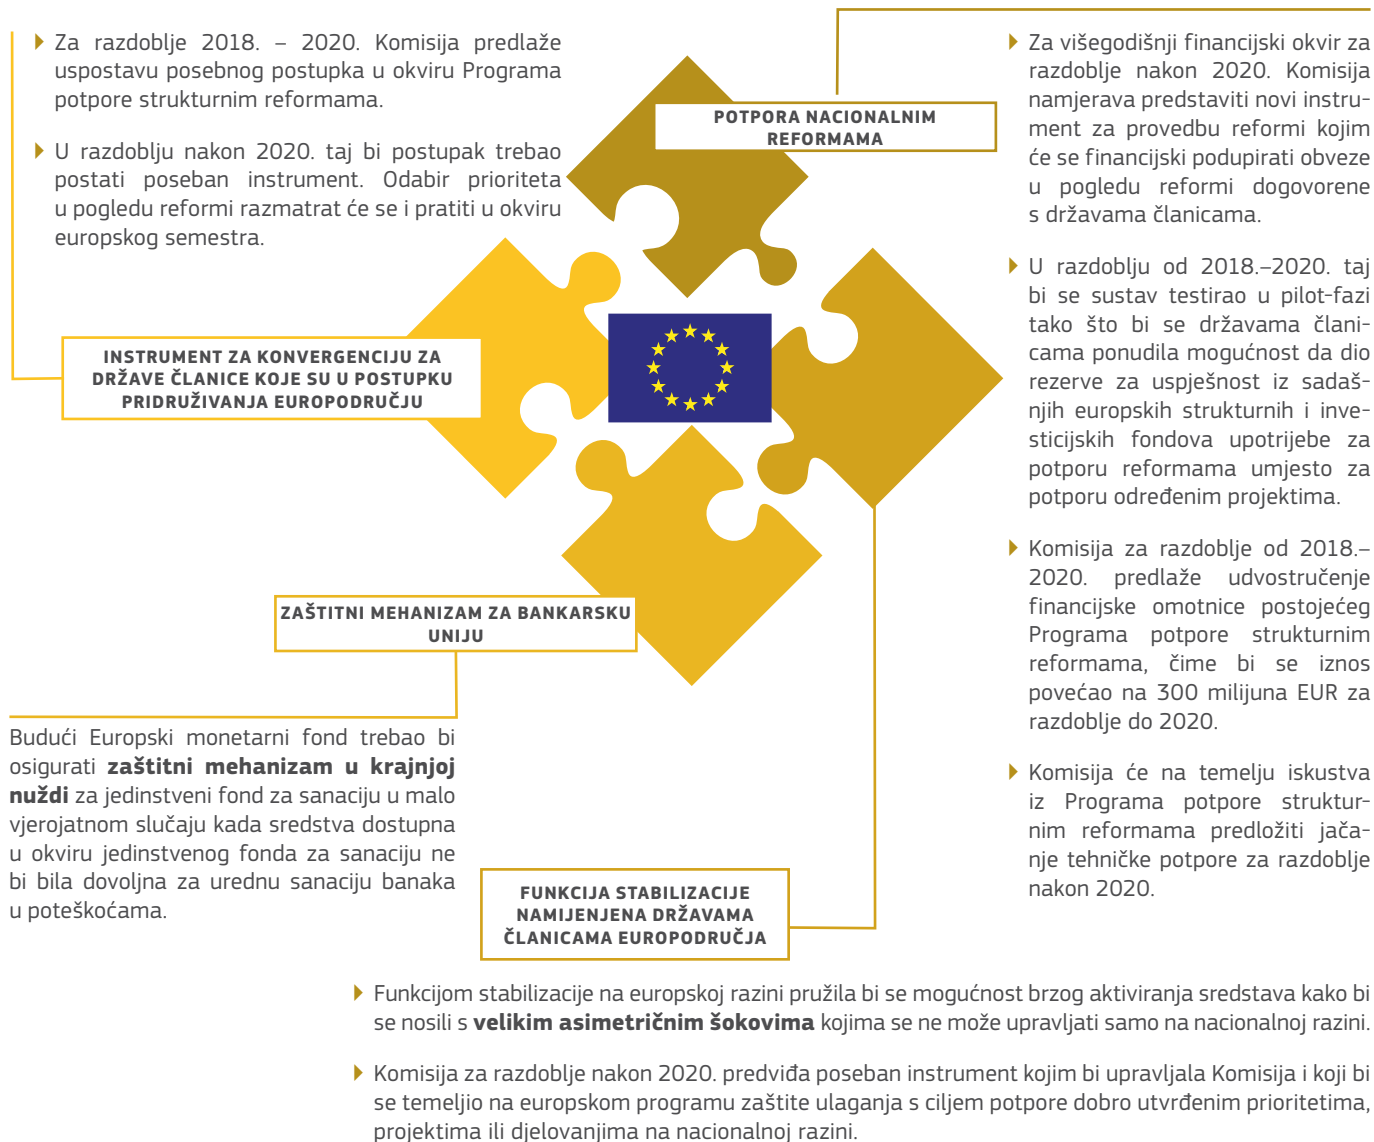 Za razdoblje 2018. – 2020. Komisija predlaže
uspostavu posebnog postupka u okviru Programa
potpore strukturnim reformama.
U razdoblju nakon 2020. taj bi postupak trebao
postati poseban instrument. Odabir prioriteta
u pogledu reformi razmatrat će se i pratiti u okviru
europskog semestra.
INSTRUMENT ZA KONVERGENCIJU ZA
DRŽAVE ČLANICE KOJE SU U POSTUPKU
PRIDRUŽIVANJA EUROPODRUČJU
POTPORA NACIONALNIM
REFORMAMA
Za višegodišnji financijski okvir za
razdoblje nakon 2020. Komisija
namjerava predstaviti novi instru-
ment za provedbu reformi kojim
će se financijski podupirati obveze
u pogledu reformi dogovorene
s državama članicama.
U razdoblju od 2018.–2020. taj
bi se sustav testirao u pilot-fazi
tako što bi se državama člani-
cama ponudila mogućnost da dio
rezerve za uspješnost iz sadaš-
njih europskih strukturnih i inve-
sticijskih fondova upotrijebe za
potporu reformama umjesto za
potporu određenim projektima.
Komisija za razdoblje od 2018.–
2020. predlaže udvostručenje
financijske omotnice postojećeg
Programa potpore strukturnim
reformama, čime bi se iznos
povećao na 300 milijuna EUR za
razdoblje do 2020.
Komisija će na temelju iskustva
iz Programa potpore struktur-
nim reformama predložiti jača-
nje tehničke potpore za razdoblje
nakon 2020.
ZAŠTITNI MEHANIZAM ZA BANKARSKU
UNIJU
Budući Europski monetarni fond trebao bi
osigurati zaštitni mehanizam u krajnjoj
nuždi za jedinstveni fond za sanaciju u malo
vjerojatnom slučaju kada sredstva dostupna
u okviru jedinstvenog fonda za sanaciju ne
bi bila dovoljna za urednu sanaciju banaka
u poteškoćama.
FUNKCIJA STABILIZACIJE
NAMIJENJENA DRŽAVAMA
ČLANICAMA EUROPODRUČJA
Funkcijom stabilizacije na europskoj razini pružila bi se mogućnost brzog aktiviranja sredstava kako bi
se nosili s velikim asimetričnim šokovima kojima se ne može upravljati samo na nacionalnoj razini.
Komisija za razdoblje nakon 2020. predviđa poseban instrument kojim bi upravljala Komisija i koji bi
se temeljio na europskom programu zaštite ulaganja s ciljem potpore dobro utvrđenim prioritetima,
projektima ili djelovanjima na nacionalnoj razini.